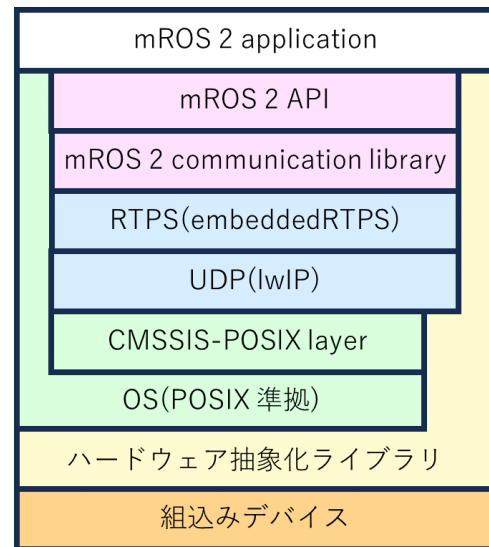 mROS 2 application
mROS 2 API
mROS 2 communication library
RTPS(embeddedRTPS)
UDP(lwIP)
CMSSIS-POSIX layer
OS(POSIX 準拠)
ハードウェア抽象化ライブラリ
組込みデバイス